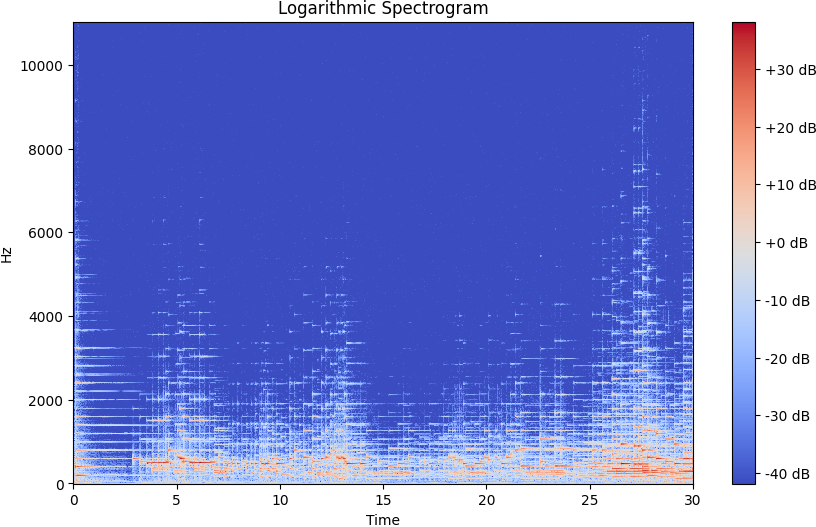 Logarithmic Spectrogram
10000
8000
6000
4000
2000
0
Hz
0 5 10 15 20 25 30
Time
+30 dB
+20 dB
+10 dB
+0 dB
-10 dB
-20 dB
-30 dB
-40 dB